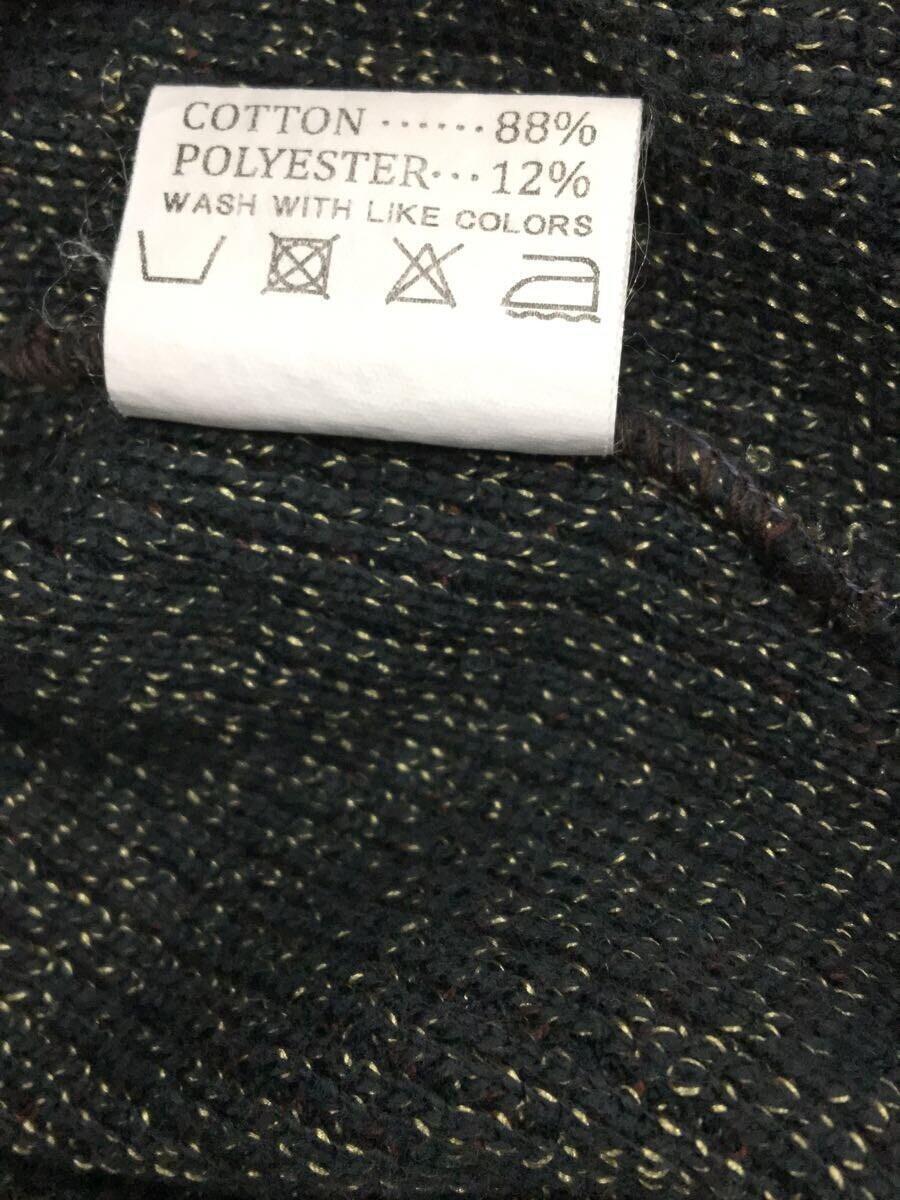 COTTON ······· 88%
POLYESTER··· 12%
WASH WITH LIKE COLORS